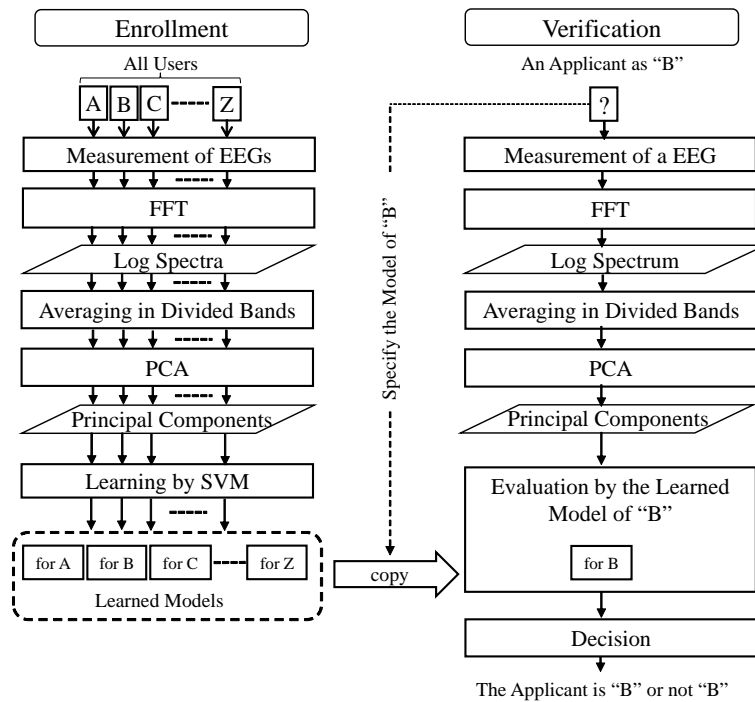 Enrollment
All Users
A B C Z
Measurement of EEGs
FFT
Log Spectra
Averaging in Divided Bands
PCA
Principal Components
Learning by SVM
for A for B for C for Z
Learned Models
Specify the Model of “B”
copy
Verification
An Applicant as “B”
?
Measurement of a EEG
FFT
Log Spectrum
Averaging in Divided Bands
PCA
Principal Components
Evaluation by the Learned
Model of “B”
for B
Decision
The Applicant is “B” or not “B”